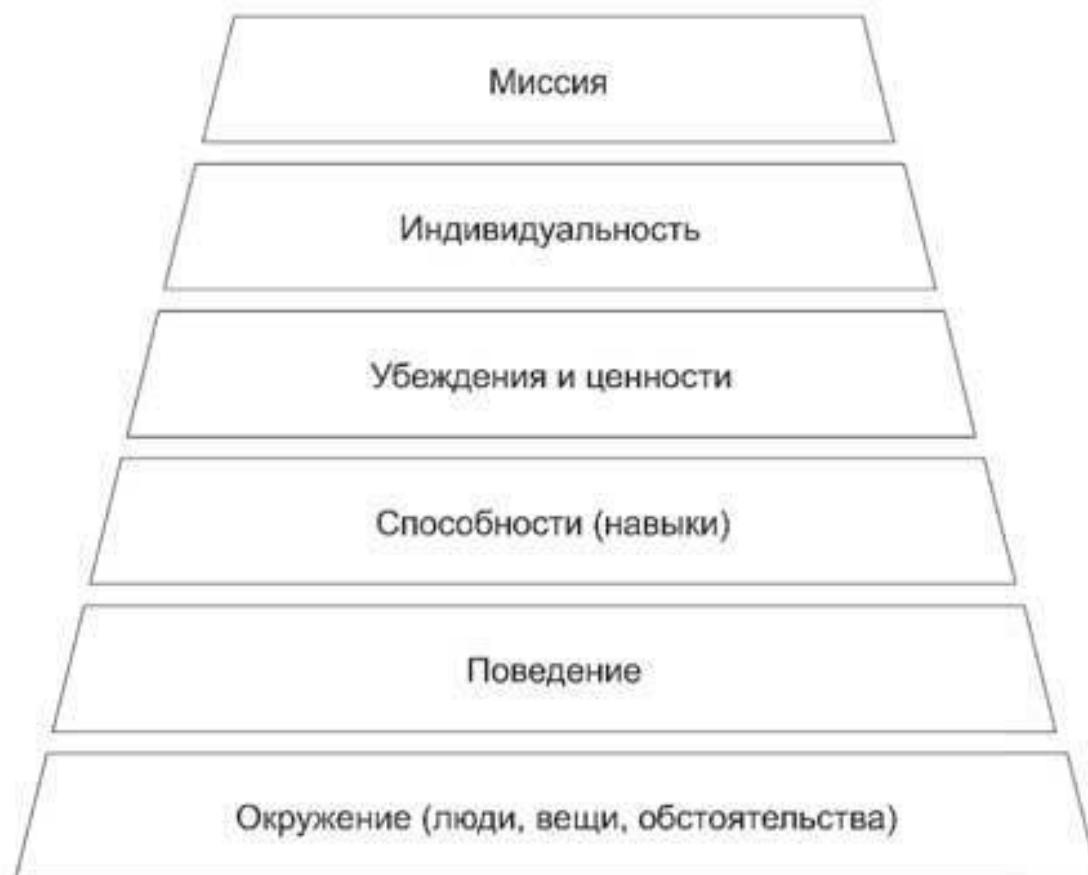 Миссия
Индивидуальность
Убеждения и ценности
Способности (навыки)
Поведение
Окружение (люди, вещи, обстоятельства)